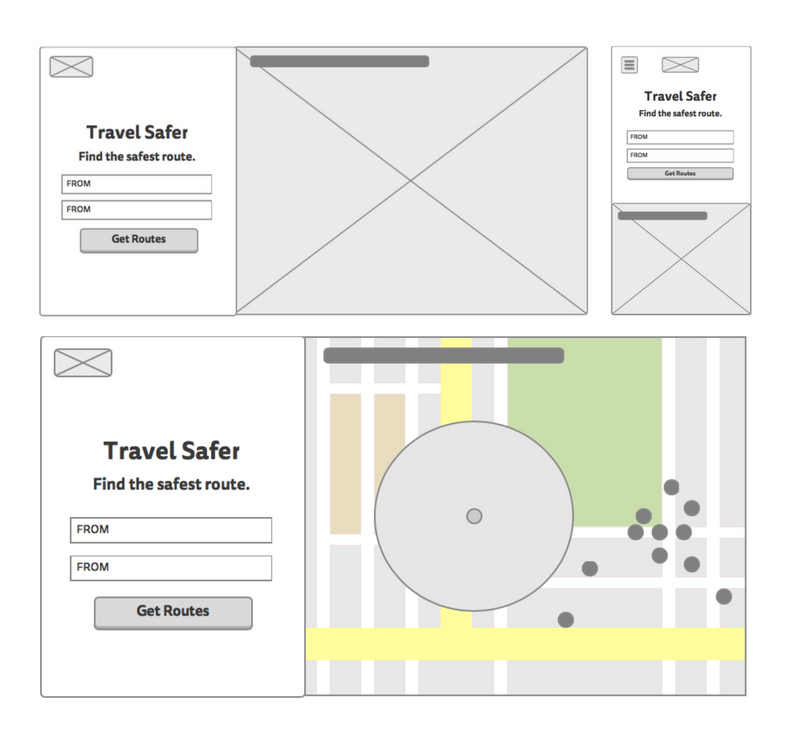 Travel Safer
Find the safest route.
FROM
FROM
Get Routes
Travel Safer
Find the safest route.
FROM
FROM
Get Routes
Travel Safer
Find the safest route.
FROM
FROM
Get Routes